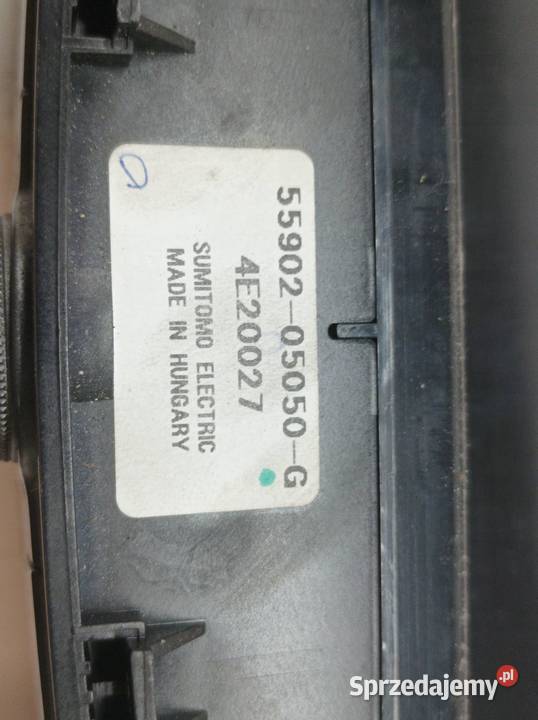 55902-05050-G
4E20027
SUMITOMO ELECTRIC
MADE IN HUNGARY
Sprzedajemy.pl